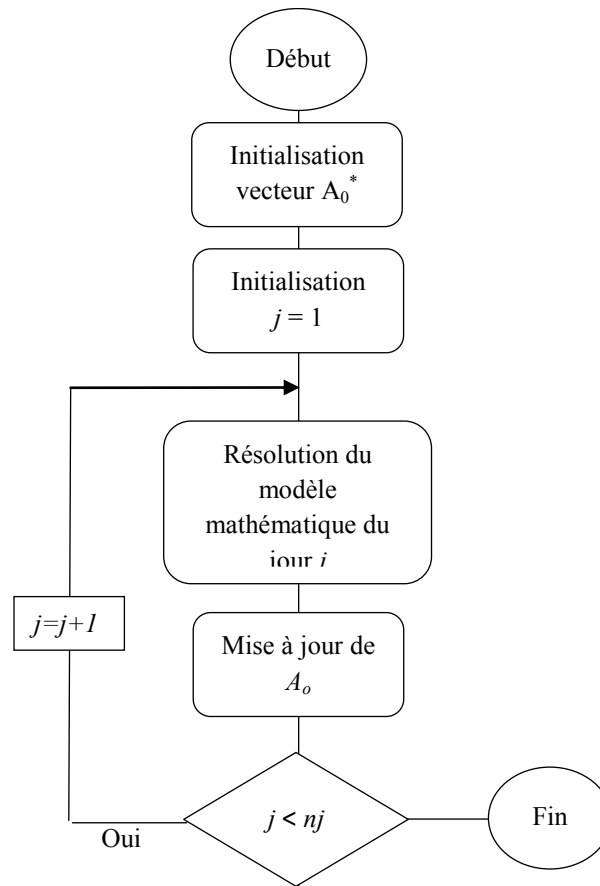 Début
Initialisation
vecteur A₀*
Initialisation
j = 1
Résolution du
modèle
mathématique du
jour j
j=j+1
Mise à jour de
Aₒ
j < nj
Oui
Fin